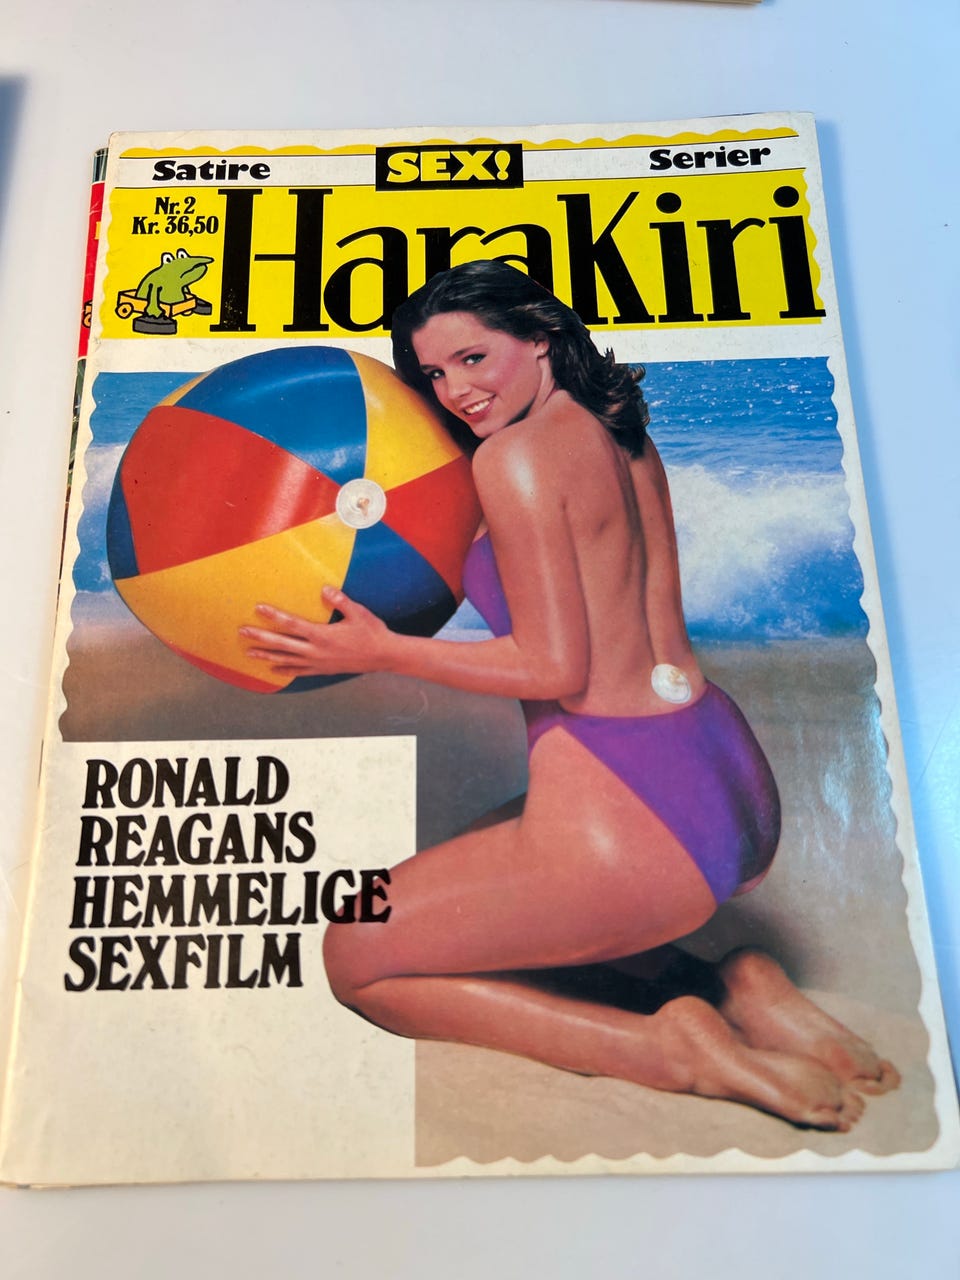 Satire
SEX!
Serier
Nr. 2
Kr. 36,50
HaraKiri
RONALD
REAGANS
HEMMELIGE
SEXFILM